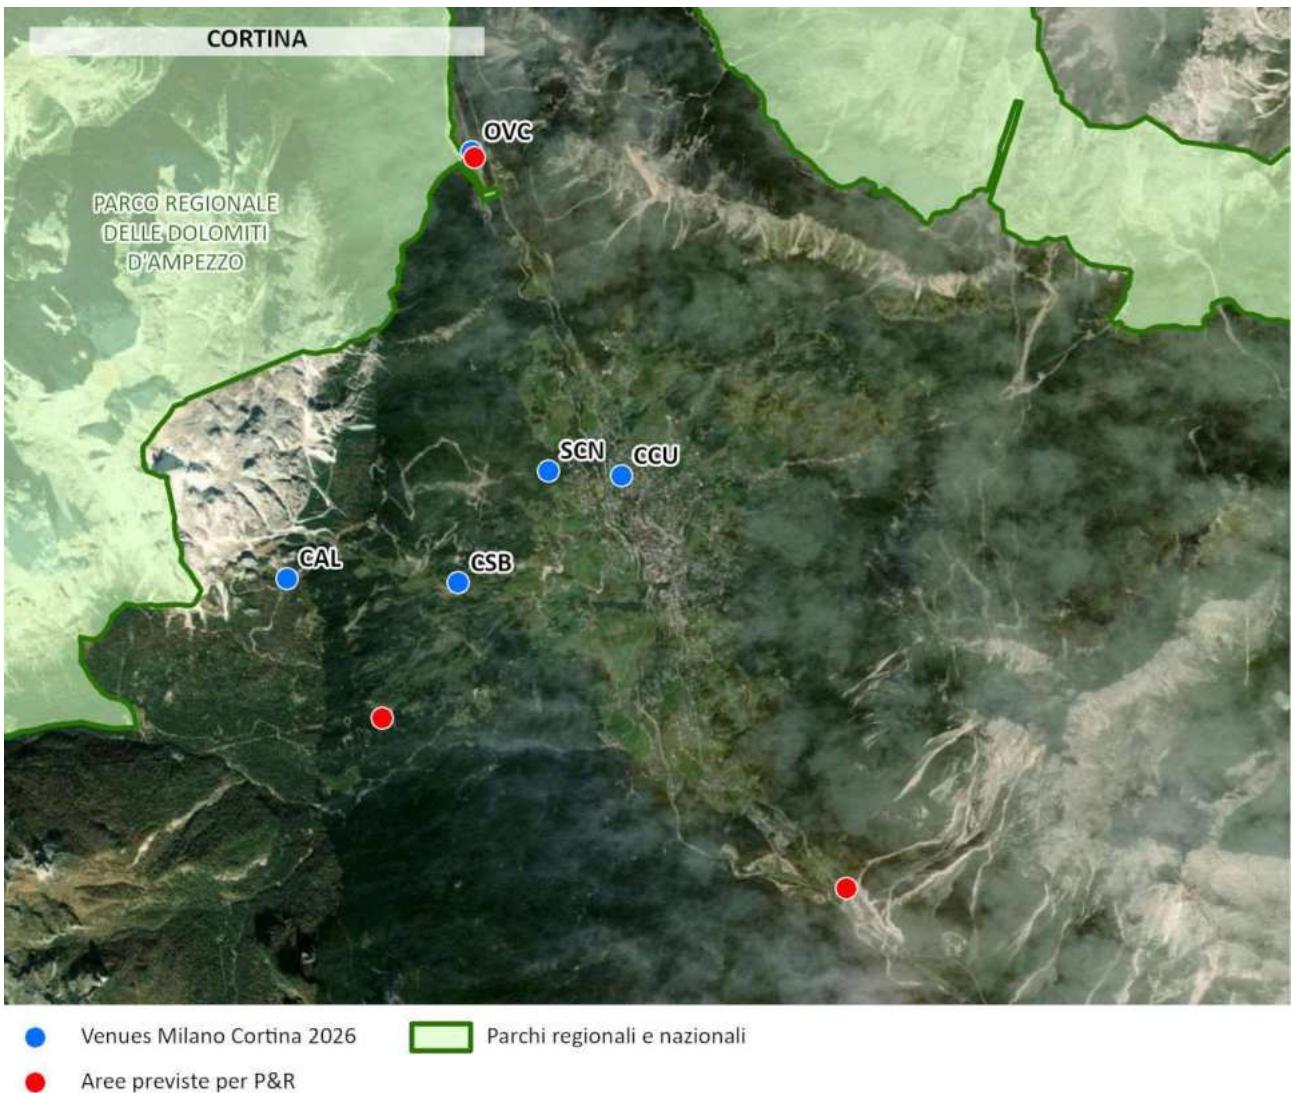 CORTINA
OVC
PARCO REGIONALE
DELLE DOLOMITI
D'AMPEZZO
SCN
CCU
CAL
CSB
Venues Milano Cortina 2026
Parchi regionali e nazionali
Aree previste per P&R